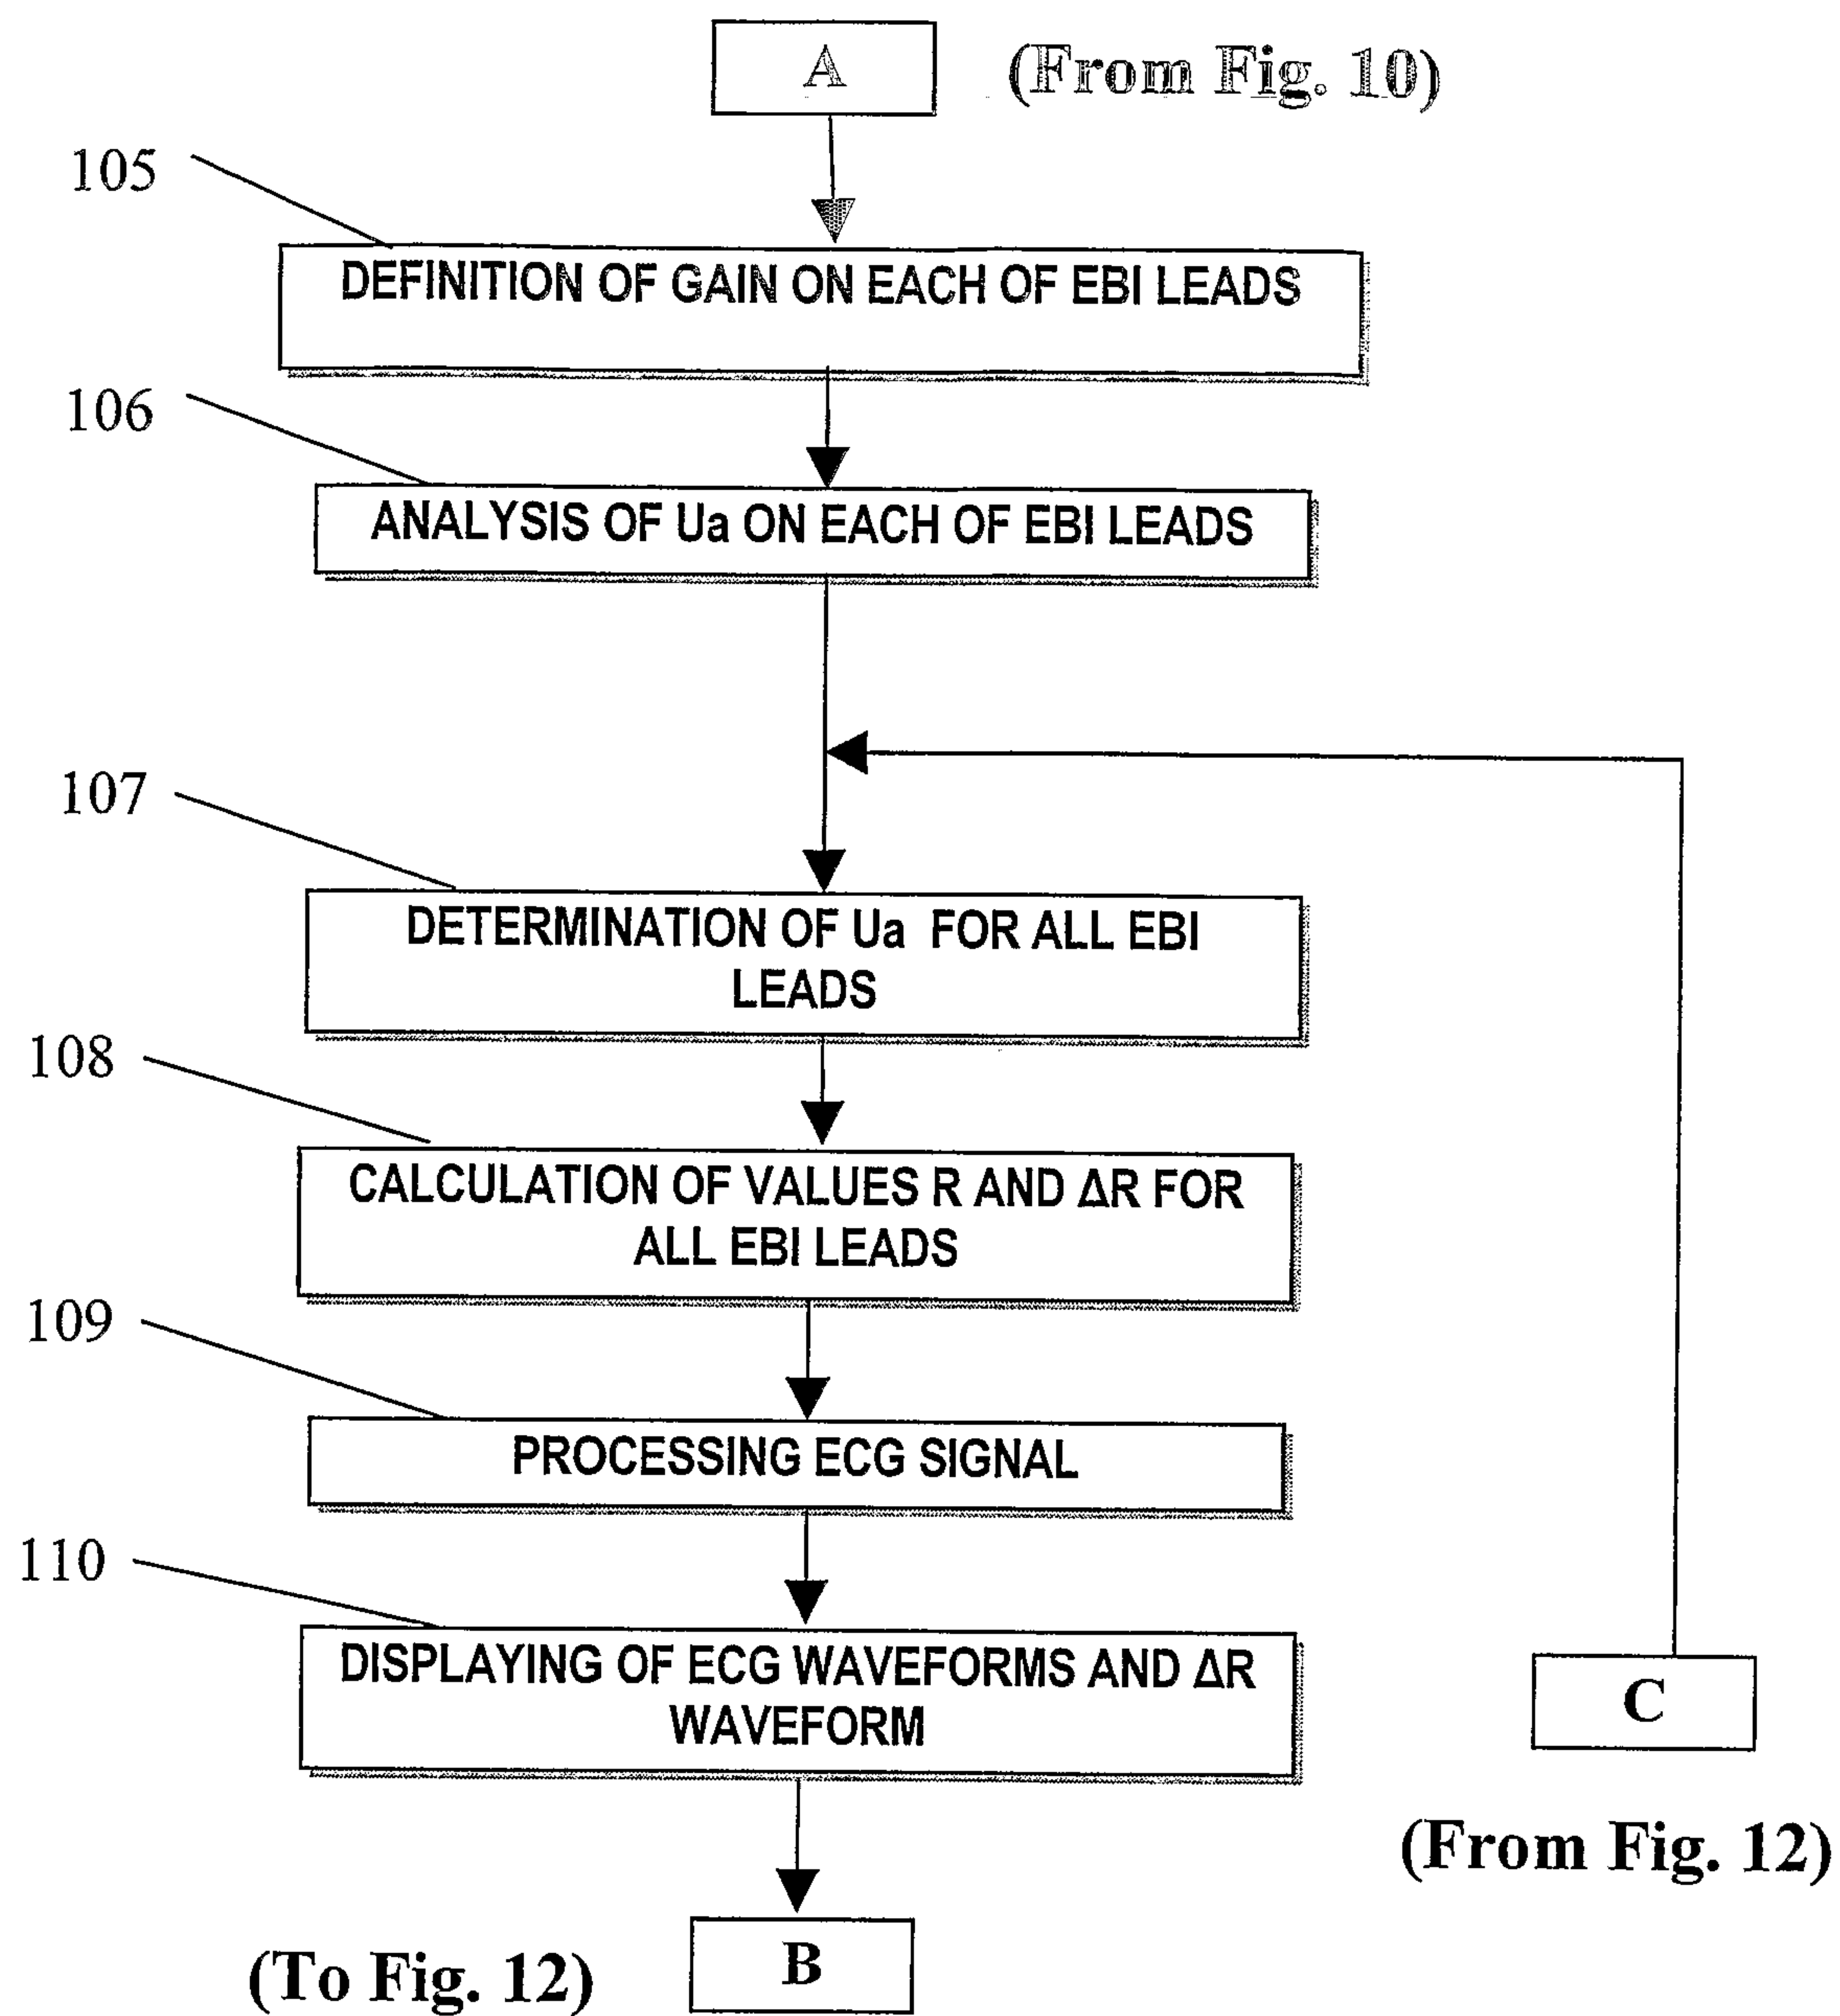 A (From Fig. 10)
105
DEFINITION OF GAIN ON EACH OF EBI LEADS
106
ANALYSIS OF Ua ON EACH OF EBI LEADS
107
DETERMINATION OF Ua FOR ALL EBI
LEADS
108
CALCULATION OF VALUES R AND ΔR FOR
ALL EBI LEADS
109
PROCESSING ECG SIGNAL
110
DISPLAYING OF ECG WAVEFORMS AND ΔR
WAVEFORM
C
(From Fig. 12)
(To Fig. 12) B